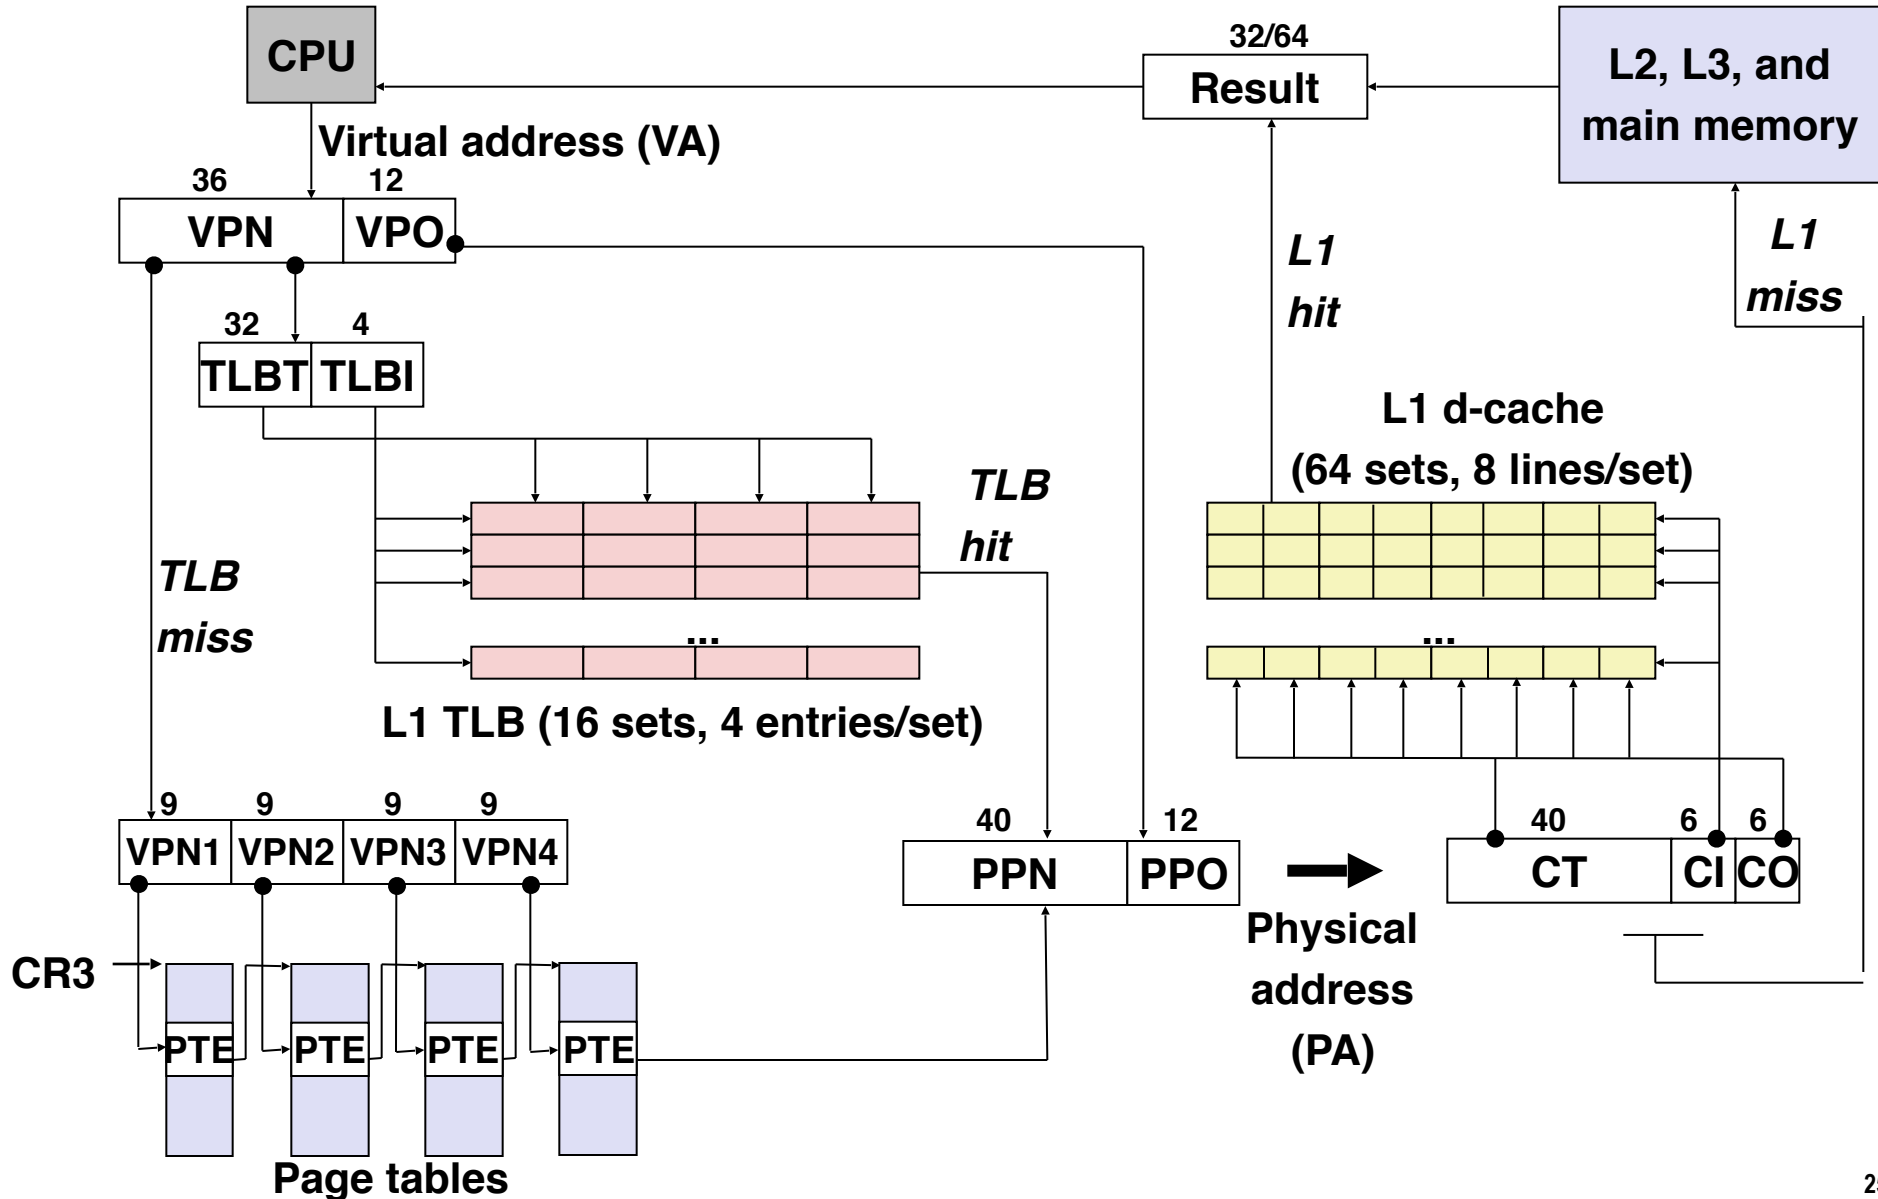 CPU
32/64
Result
L2, L3, and
main memory
Virtual address (VA)
36
12
VPN
VPO
L1
hit
L1
miss
32
4
TLBT
TLBI
L1 d-cache
(64 sets, 8 lines/set)
TLB
hit
TLB
miss
...
...
L1 TLB (16 sets, 4 entries/set)
9
9
9
9
VPN1
VPN2
VPN3
VPN4
40
12
PPN
PPO
40
6
6
CT
CI
CO
Physical
address
(PA)
CR3
PTE
PTE
PTE
PTE
Page tables